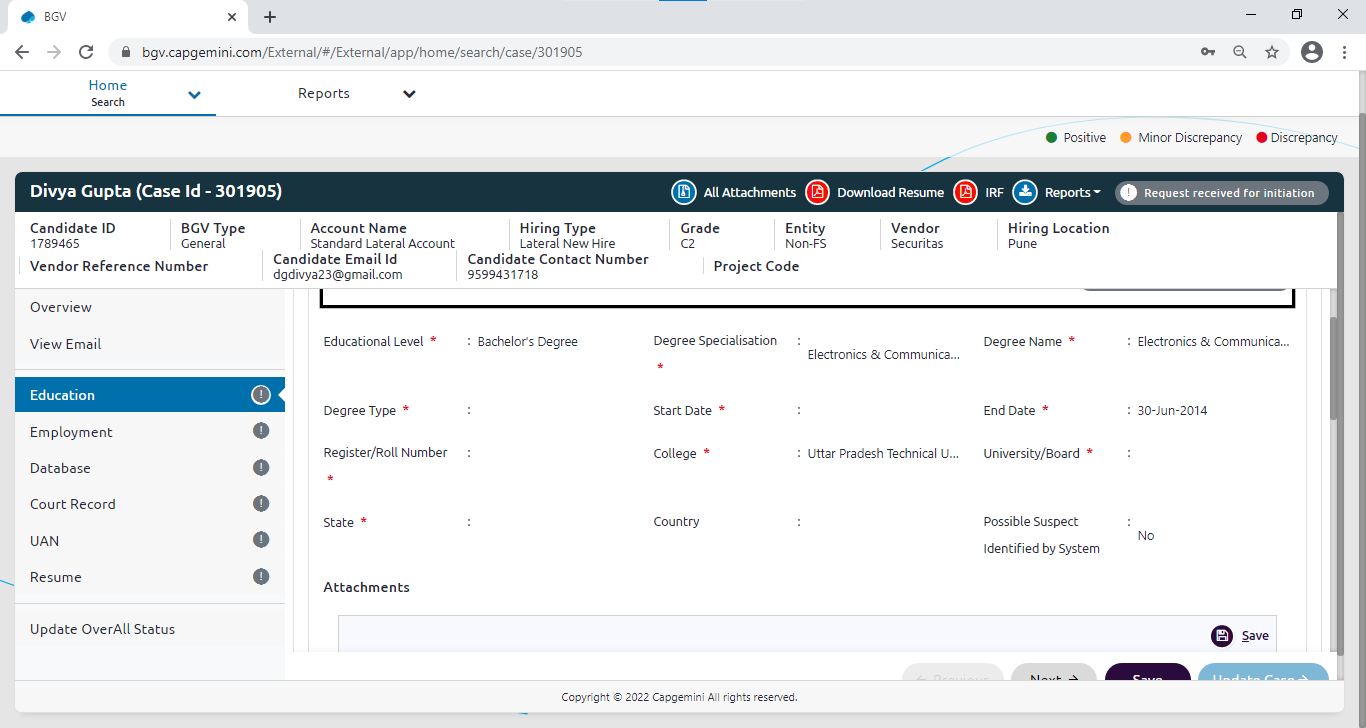 BGV
bgv.capgemini.com/External/#/External/app/home/search/case/301905
Home
Search
Reports
Positive
Minor Discrepancy
Discrepancy
Divya Gupta (Case Id - 301905)
All Attachments
Download Resume
IRF
Reports
Request received for initiation
Candidate ID
1789465
BGV Type
General
Account Name
Standard Lateral Account
Hiring Type
Lateral New Hire
Grade
C2
Entity
Non-FS
Vendor
Securitas
Hiring Location
Pune
Vendor Reference Number
Candidate Email Id
dgdivya23@gmail.com
Candidate Contact Number
9599431718
Project Code
Overview
View Email
Education
Employment
Database
Court Record
UAN
Resume
Update OverAll Status
Educational Level * : Bachelor's Degree
Degree Specialisation * : Electronics & Communica...
Degree Name * : Electronics & Communica...
Degree Type * :
Start Date * :
End Date * : 30-Jun-2014
Register/Roll Number * :
College * : Uttar Pradesh Technical U...
University/Board * :
State * :
Country :
Possible Suspect
Identified by System : No
Attachments
Save
← Previous
Next →
Save
Update Case →
Copyright © 2022 Capgemini All rights reserved.